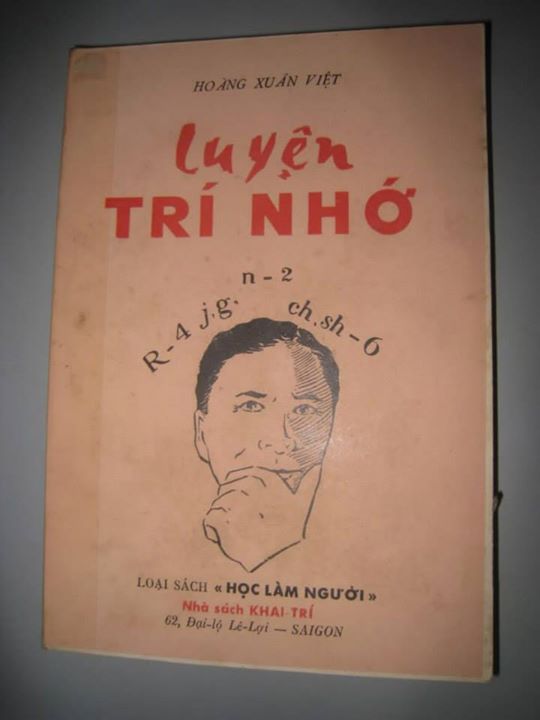 HOÀNG XUÂN VIỆT
luyện
TRÍ NHỚ
n - 2
R - 4 j.g. ch.sh - 6
LOẠI SÁCH « HỌC LÀM NGƯỜI »
Nhà sách KHAI-TRÍ
62, Đại-lộ Lê-Lợi — SAIGON